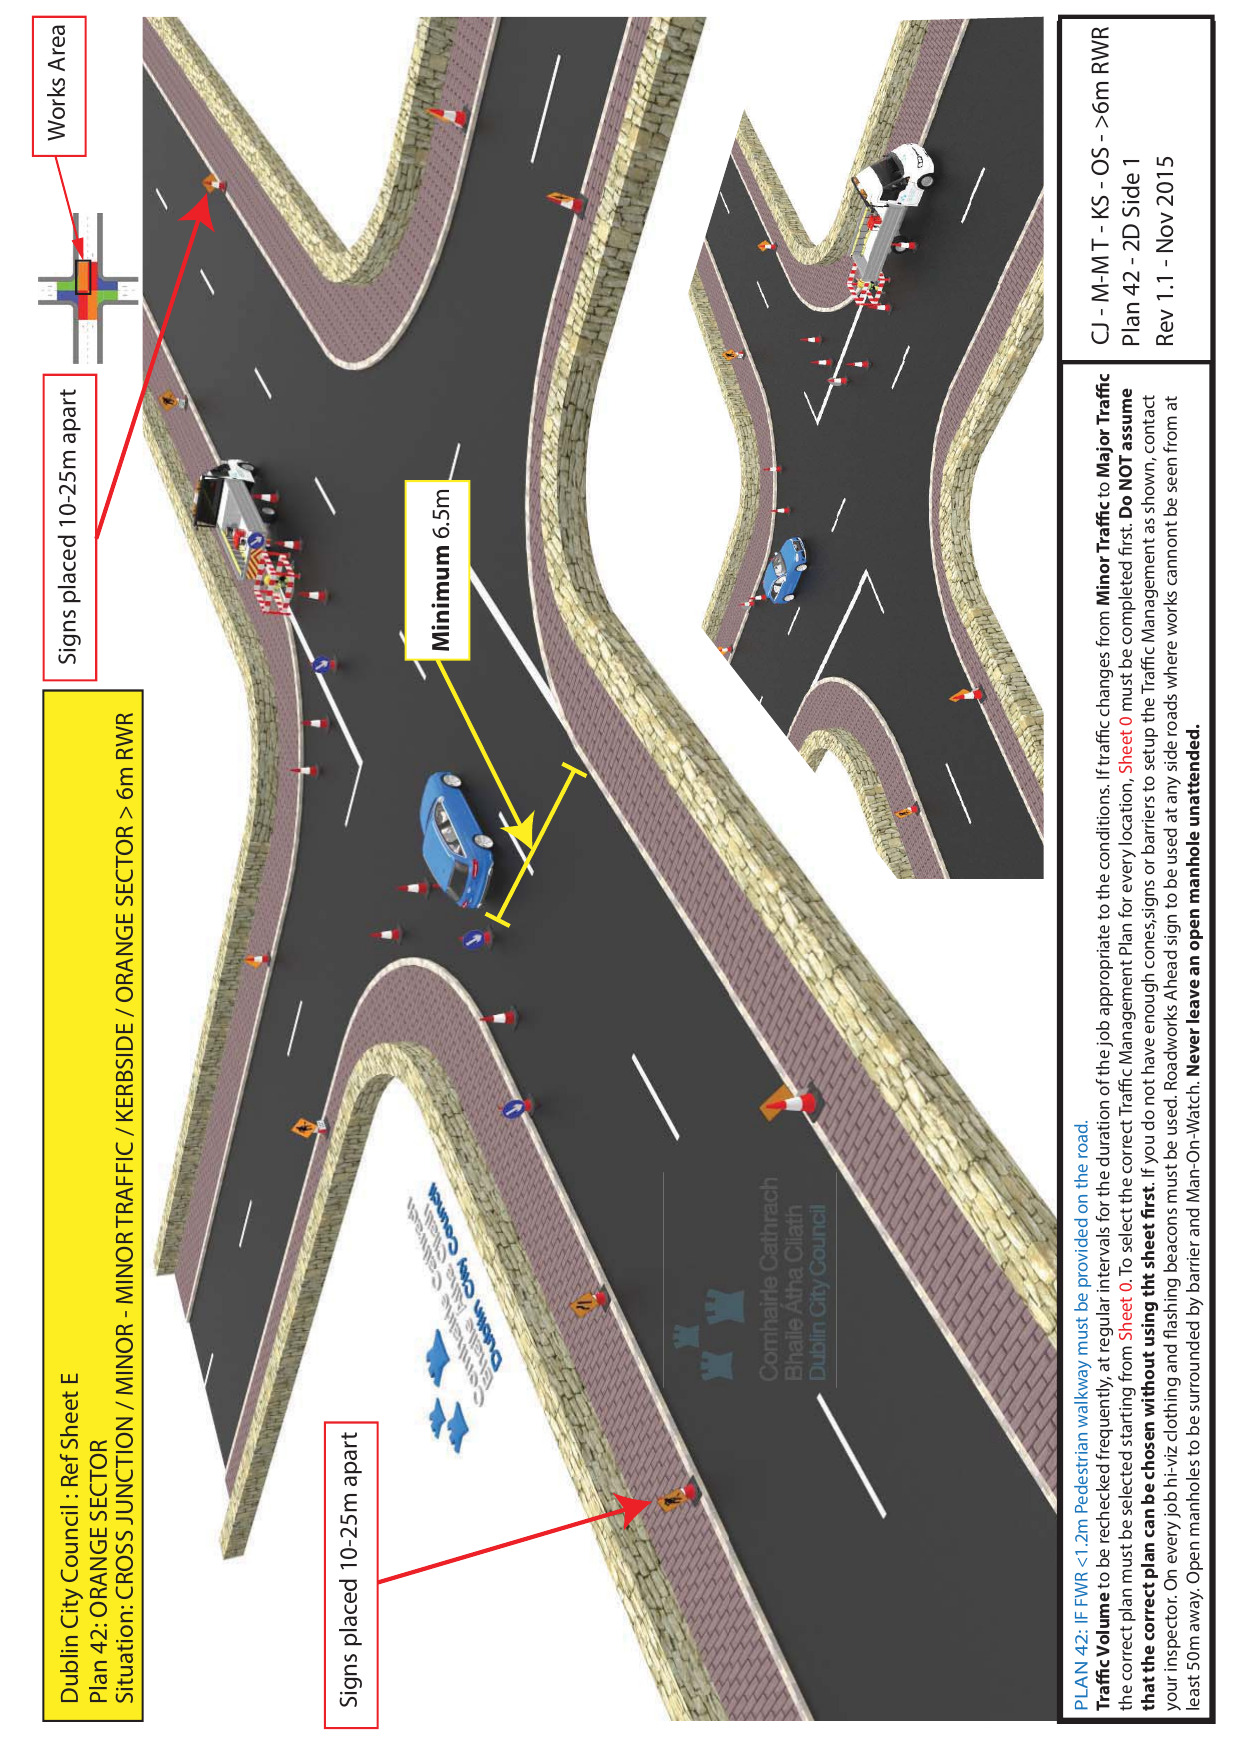 Dublin City Council : Ref Sheet E
Plan 42: ORANGE SECTOR
Situation: CROSS JUNCTION / MINOR - MINOR TRAFFIC / KERBSIDE / ORANGE SECTOR > 6m RWR
Signs placed 10-25m apart
Works Area
Minimum 6.5m
Signs placed 10-25m apart
Comhairle Cathrach
Bhaile Átha Cliath
Dublin City Council
Dublin City Council
PLAN 42: IF FWR <1.2m Pedestrian walkway must be provided on the road.
Traffic Volume to be rechecked frequently, at regular intervals for the duration of the job appropriate to the conditions. If traffic changes from Minor Traffic to Major Traffic
the correct plan must be selected starting from Sheet 0. To select the correct Traffic Management Plan for every location, Sheet 0 must be completed first. Do NOT assume
that the correct plan can be chosen without using tht sheet first. If you do not have enough cones,signs or barriers to setup the Traffic Management as shown, contact
your inspector. On every job hi-viz clothing and flashing beacons must be used. Roadworks Ahead sign to be used at any side roads where works cannont be seen from at
least 50m away. Open manholes to be surrounded by barrier and Man-On-Watch. Never leave an open manhole unattended.
CJ - M-M T - KS - OS - >6m RWR
Plan 42 - 2D Side 1
Rev 1.1 - Nov 2015